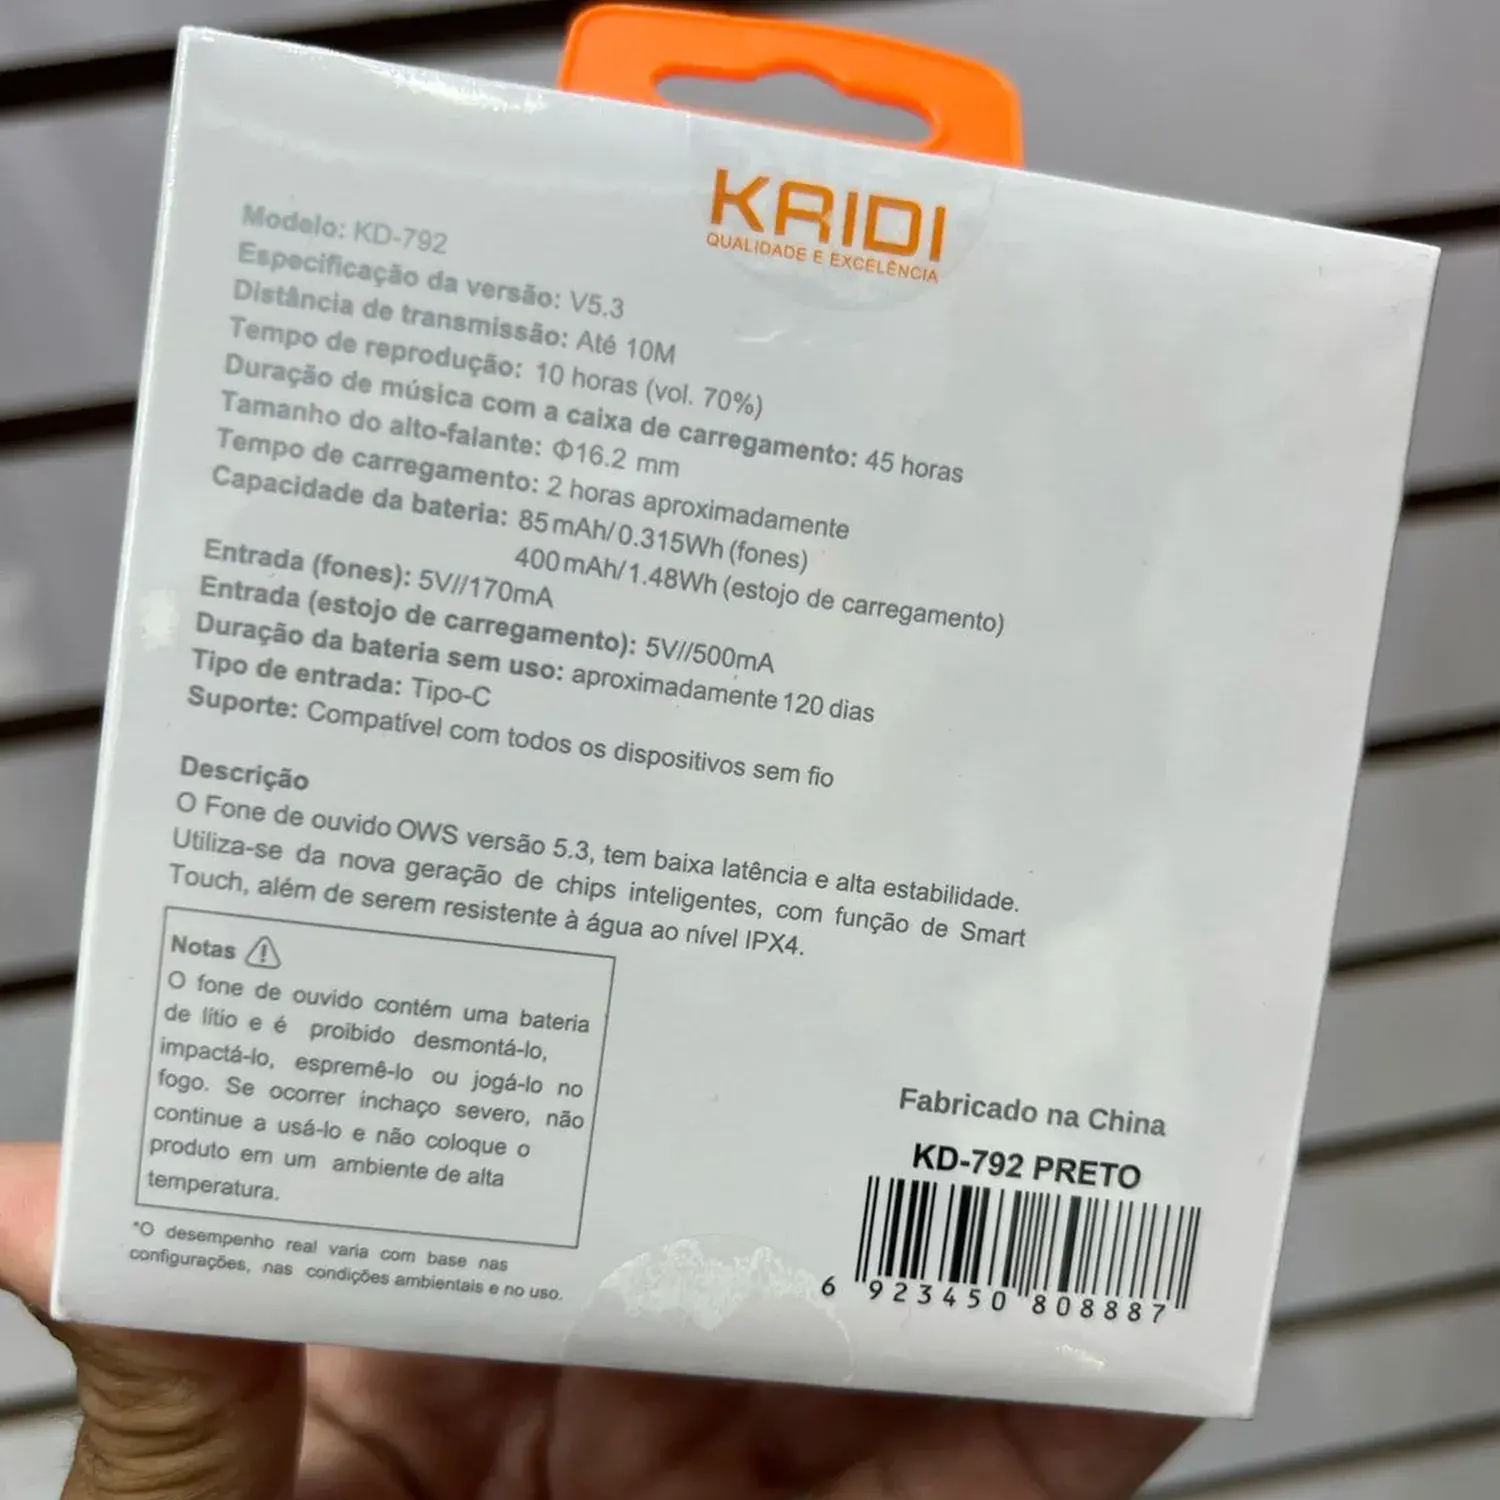 KAIDI
QUALIDADE E EXCELÊNCIA
Modelo: KD-792
Especificação da versão: V5.3
Distância de transmissão: Até 10M
Tempo de reprodução: 10 horas (vol. 70%)
Duração de música com a caixa de carregamento: 45 horas
Tamanho do alto-falante: Φ16.2 mm
Tempo de carregamento: 2 horas aproximadamente
Capacidade da bateria: 85mAh/0.315Wh (fones)
400mAh/1.48Wh (estojo de carregamento)
Entrada (fones): 5V//170mA
Entrada (estojo de carregamento): 5V//500mA
Duração da bateria sem uso: aproximadamente 120 dias
Tipo de entrada: Tipo-C
Suporte: Compatível com todos os dispositivos sem fio
Descrição
O Fone de ouvido OWS versão 5.3, tem baixa latência e alta estabilidade.
Utiliza-se da nova geração de chips inteligentes, com função de Smart
Touch, além de serem resistente à água ao nível IPX4.
Notas
O fone de ouvido contém uma bateria
de lítio e é proibido desmontá-lo,
impactá-lo, espremê-lo ou jogá-lo no
fogo. Se ocorrer inchaço severo, não
continue a usá-lo e não coloque o
produto em um ambiente de alta
temperatura.
*O desempenho real varia com base nas
configurações, nas condições ambientais e no uso.
Fabricado na China
KD-792 PRETO
6 923450 808887